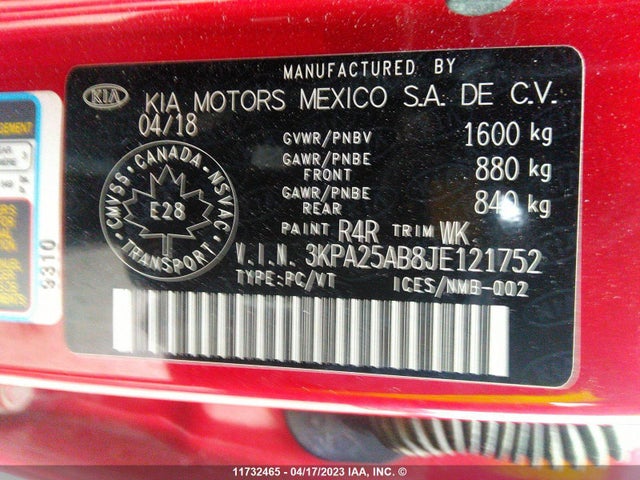 MANUFACTURED BY
KIA KIA MOTORS MEXICO S.A. DE C.V.
04/18
GVWR/PNBV 1600 kg
GAWR/PNBE FRONT 880 kg
GAWR/PNBE REAR 840 kg
CANADA
CMVSS NSVAC
E28
TRANSPORT
PAINT R4R TRIM WK
V.I.N. 3KPA25AB8JE121752
TYPE:PC/VT ICES/NMB-002
9310
11732465 - 04/17/2023 IAA, INC. ©